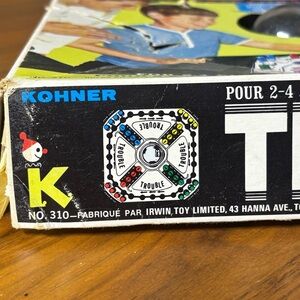 KOHNER
POUR 2-4
TROUBLE
TROUBLE
TROUBLE
TROUBLE
K
NO. 310-FABRIQUÉ PAR IRWIN TOY LIMITED, 43 HANNA AVE.,